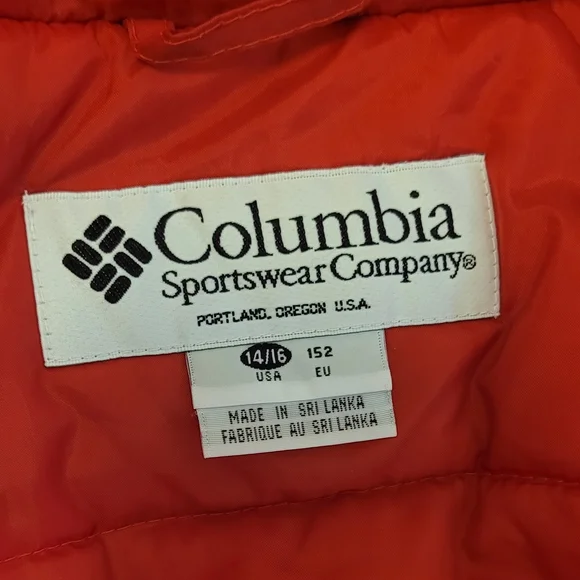 Columbia
Sportswear Company®
PORTLAND, OREGON U.S.A.
14/16 152
USA EU
MADE IN SRI LANKA
FABRIQUE AU SRI LANKA